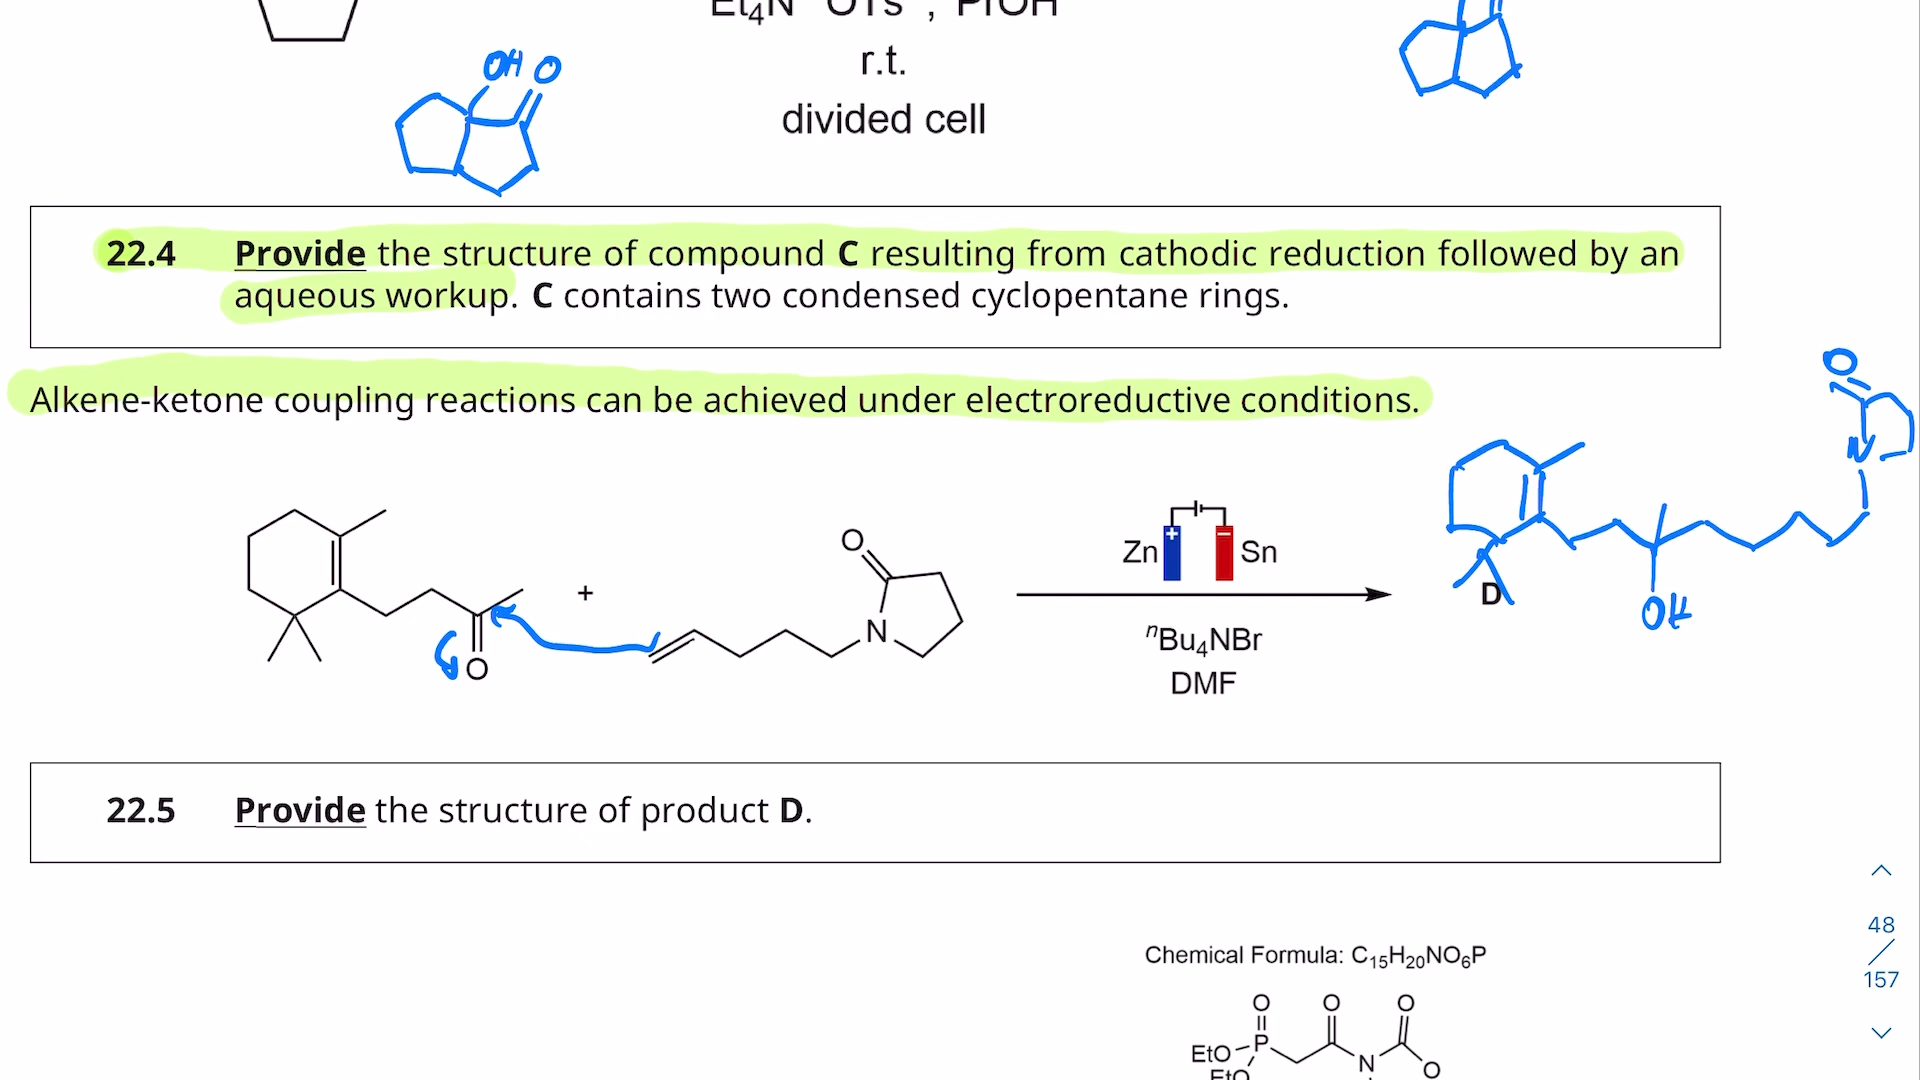 Et₄N OTs , PrOH
r.t.
divided cell
OH O
22.4 Provide the structure of compound C resulting from cathodic reduction followed by an
aqueous workup. C contains two condensed cyclopentane rings.
Alkene-ketone coupling reactions can be achieved under electroreductive conditions.
O
N
O
+
O
N
Zn + − Sn
ⁿBu₄NBr
DMF
D
OH
22.5 Provide the structure of product D.
48
/
157
Chemical Formula: C₁₅H₂₀NO₆P
O O O
EtO P
N
O
EtO